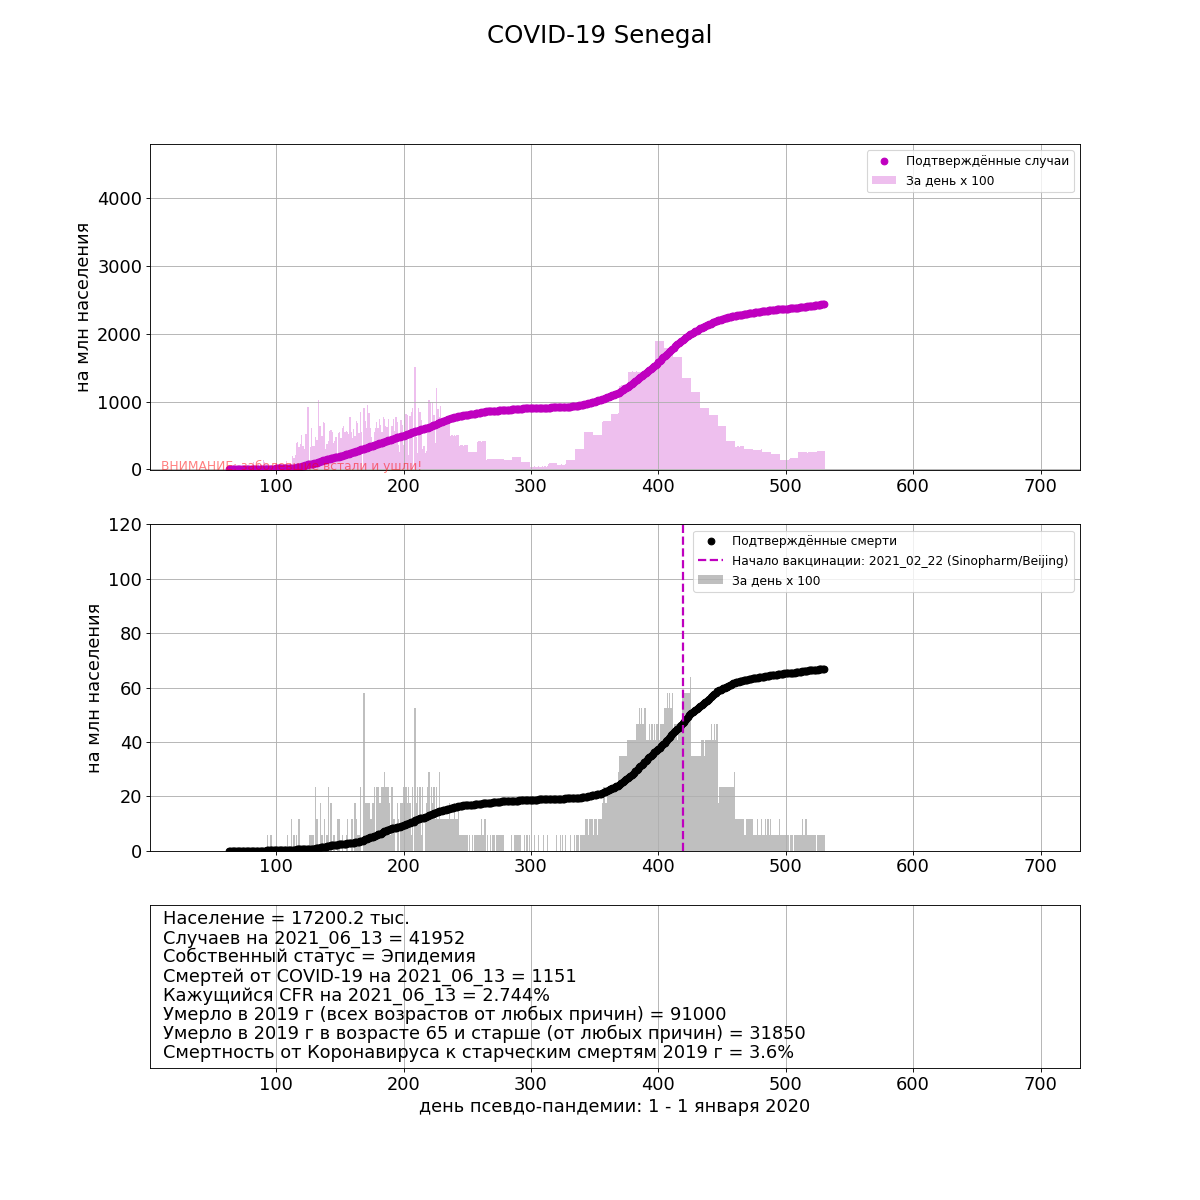 COVID-19 Senegal
на млн населения
4000
3000
2000
1000
0
Подтверждённые случаи
За день x 100
ВНИМАНИЕ: встали и ушли!
100 200 300 400 500 600 700
на млн населения
120
100
80
60
40
20
0
Подтверждённые смерти
Начало вакцинации: 2021_02_22 (Sinopharm/Beijing)
За день x 100
100 200 300 400 500 600 700
Население = 17200.2 тыс.
Случаев на 2021_06_13 = 41952
Собственный статус = Эпидемия
Смертей от COVID-19 на 2021_06_13 = 1151
Кажущийся CFR на 2021_06_13 = 2.744%
Умерло в 2019 г (всех возрастов от любых причин) = 91000
Умерло в 2019 г в возрасте 65 и старше (от любых причин) = 31850
Смертность от Коронавируса к старческим смертям 2019 г = 3.6%
100 200 300 400 500 600 700
день псевдо-пандемии: 1 - 1 января 2020